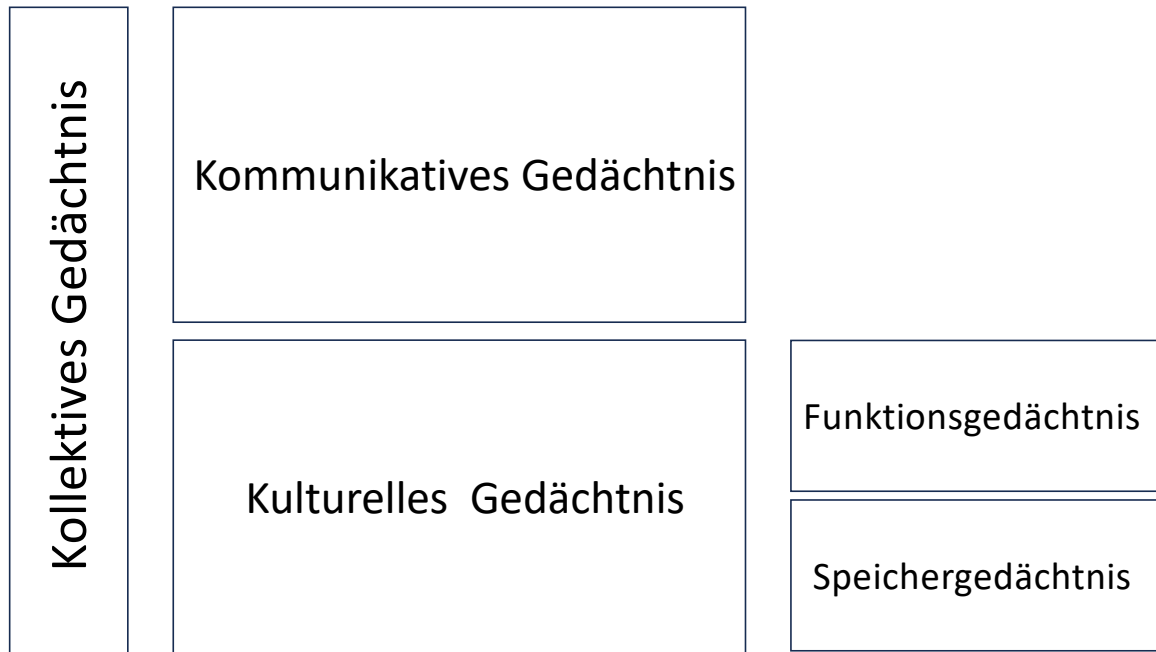 Kollektives Gedächtnis
Kommunikatives Gedächtnis
Kulturelles  Gedächtnis
Funktionsgedächtnis
Speichergedächtnis